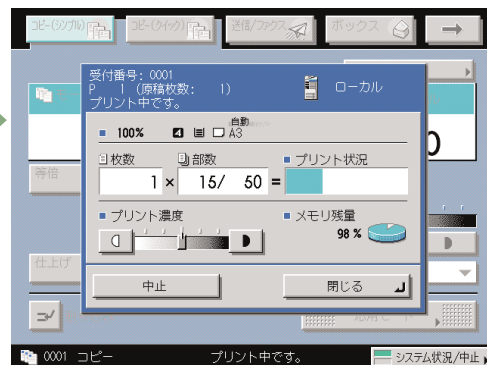 コピー(シンプル)
コピー(クイック)
送信/ファクス
ボックス
受付番号: 0001
P 1 (原稿枚数: 1)
プリント中です。
ローカル
100%
4
自動
A3
枚数
部数
プリント状況
1 × 15/ 50 =
プリント濃度
メモリ残量
98 %
中止
閉じる
等倍
仕上げ
0
0001 コピー
プリント中です。
システム状況/中止